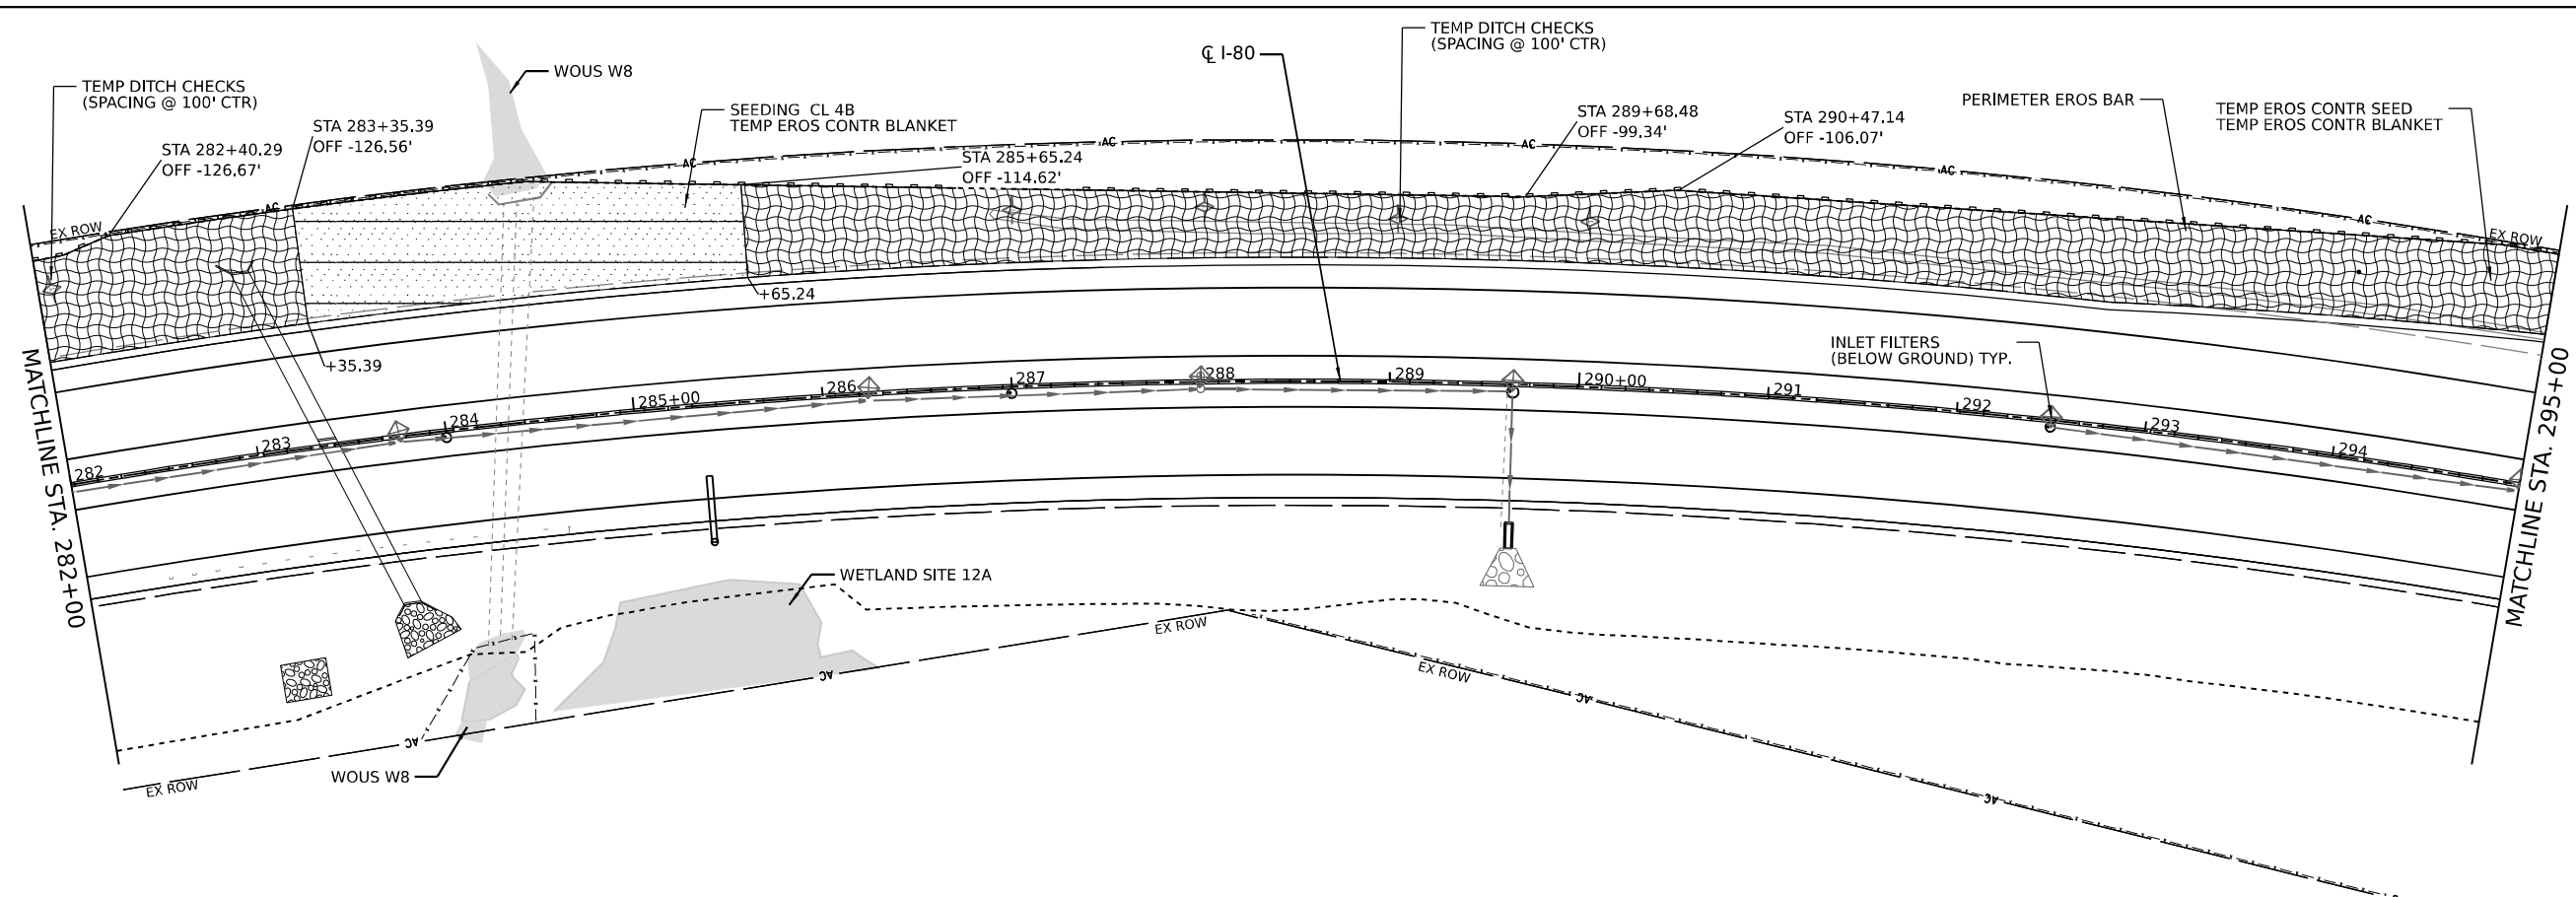 TEMP DITCH CHECKS
(SPACING @ 100' CTR)
℄ I-80
WOUS W8
TEMP DITCH CHECKS
(SPACING @ 100' CTR)
SEEDING CL 4B
TEMP EROS CONTR BLANKET
PERIMETER EROS BAR
TEMP EROS CONTR SEED
TEMP EROS CONTR BLANKET
STA 289+68.48
OFF -99.34'
STA 290+47.14
OFF -106.07'
STA 283+35.39
OFF -126.56'
STA 282+40.29
OFF -126.67'
STA 285+65.24
OFF -114.62'
AC
AC
AC
AC
AC
AC
EX ROW
EX ROW
+65.24
+35.39
INLET FILTERS
(BELOW GROUND) TYP.
282
283
284
285+00
286
287
288
289
290+00
291
292
293
294
MATCHLINE STA. 282+00
MATCHLINE STA. 295+00
WETLAND SITE 12A
EX ROW
EX ROW
AC
AC
AC
AC
WOUS W8
EX ROW